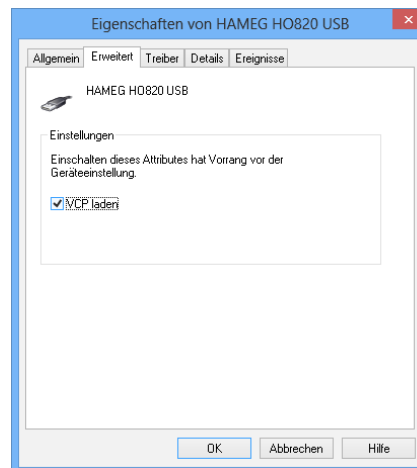 Eigenschaften von HAMEG HO820 USB
Allgemein Erweitert Treiber Details Ereignisse
HAMEG HO820 USB
Einstellungen
Einschalten dieses Attributes hat Vorrang vor der
Geräteeinstellung.
VCP laden
OK Abbrechen Hilfe